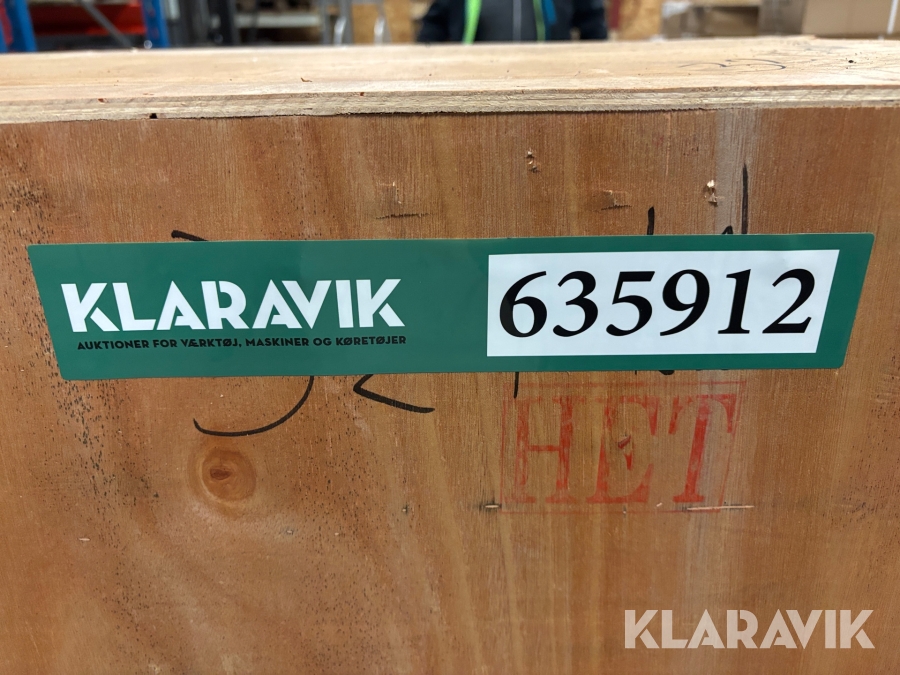 KLARAVIK
AUKTIONER FOR VÆRKTØJ, MASKINER OG KØRETØJER
635912
HET
KLARAVIK